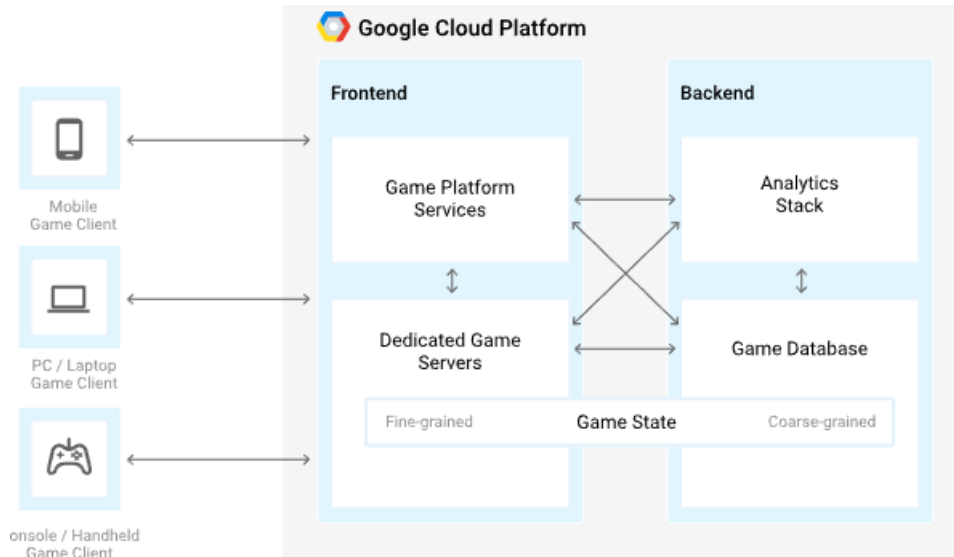 Google Cloud Platform
Frontend
Backend
Mobile
Game Client
Game Platform
Services
Analytics
Stack
PC / Laptop
Game Client
Dedicated Game
Servers
Game Database
Fine-grained
Game State
Coarse-grained
onsole / Handheld
Game Client